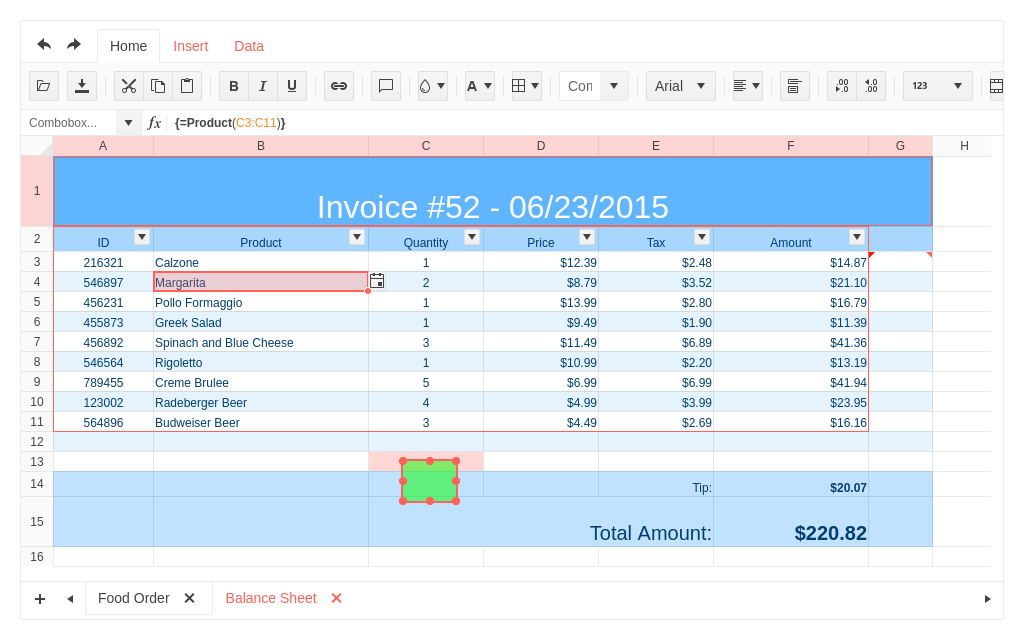 Home Insert Data
B I U A Con Arial .00 .0 .0 .00 123
Combobox... fx {=Product(C3:C11)}
A B C D E F G H
1 Invoice #52 - 06/23/2015
2 ID Product Quantity Price Tax Amount
3 216321 Calzone 1 $12.39 $2.48 $14.87
4 546897 Margarita 2 $8.79 $3.52 $21.10
5 456231 Pollo Formaggio 1 $13.99 $2.80 $16.79
6 455873 Greek Salad 1 $9.49 $1.90 $11.39
7 456892 Spinach and Blue Cheese 3 $11.49 $6.89 $41.36
8 546564 Rigoletto 1 $10.99 $2.20 $13.19
9 789455 Creme Brulee 5 $6.99 $6.99 $41.94
10 123002 Radeberger Beer 4 $4.99 $3.99 $23.95
11 564896 Budweiser Beer 3 $4.49 $2.69 $16.16
12
13
14 Tip: $20.07
15 Total Amount: $220.82
16
Food Order Balance Sheet